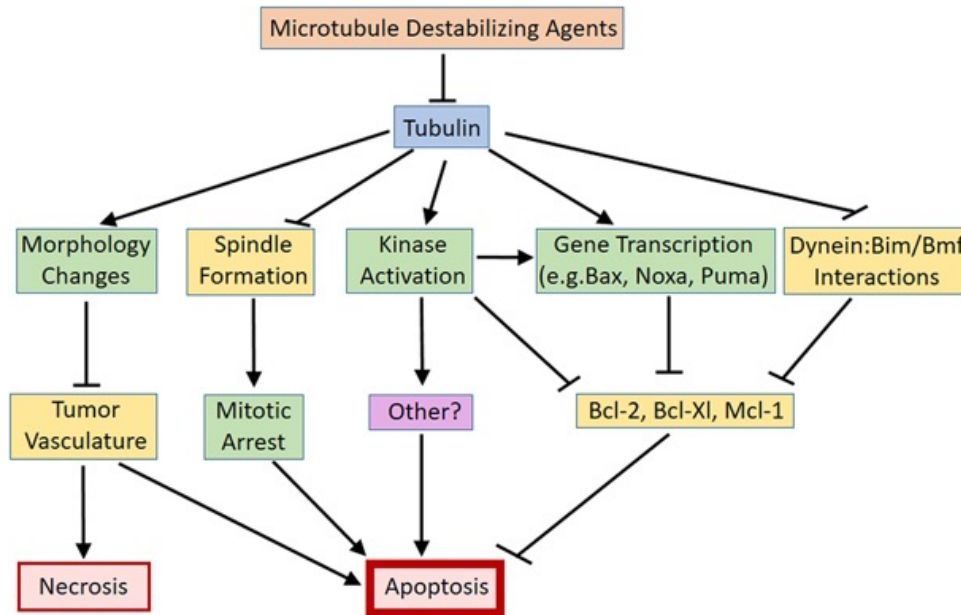 Microtubule Destabilizing Agents
Tubulin
Morphology
Changes
Spindle
Formation
Kinase
Activation
Gene Transcription
(e.g.Bax, Noxa, Puma)
Dynein:Bim/Bmf
Interactions
Tumor
Vasculature
Mitotic
Arrest
Other?
Bcl-2, Bcl-Xl, Mcl-1
Necrosis
Apoptosis